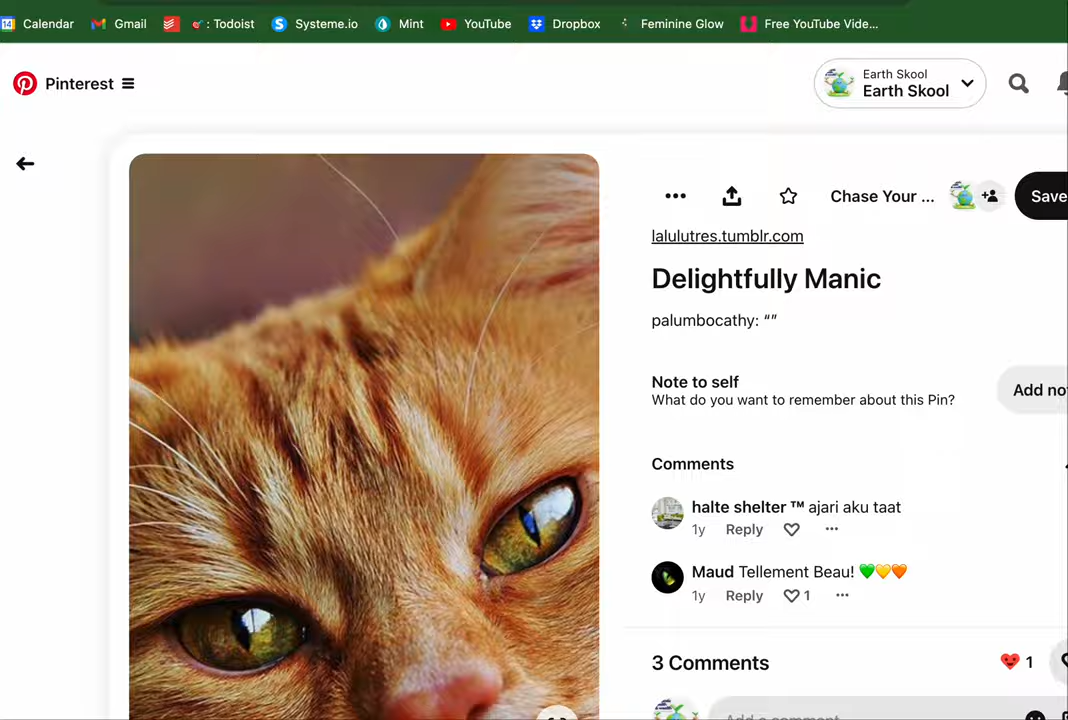 14 Calendar Gmail : Todoist Systeme.io Mint YouTube Dropbox Feminine Glow Free YouTube Vide...
Pinterest
Earth Skool
Earth Skool
Chase Your ...
Save
lalulutres.tumblr.com
Delightfully Manic
palumbocathy: “”
Note to self
What do you want to remember about this Pin?
Add no
Comments
halte shelter ™ ajari aku taat
1y Reply
Maud Tellement Beau! 💚💛🧡
1y Reply 1
3 Comments
1
Add a comment